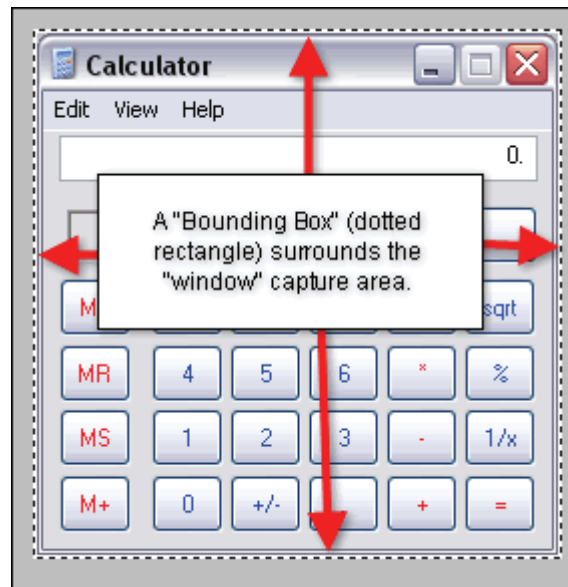 Calculator
Edit View Help
0.
A "Bounding Box" (dotted
rectangle) surrounds the
"window" capture area.
sqrt
MR 4 5 6 * %
MS 1 2 3 - 1/x
M+ 0 +/- + =